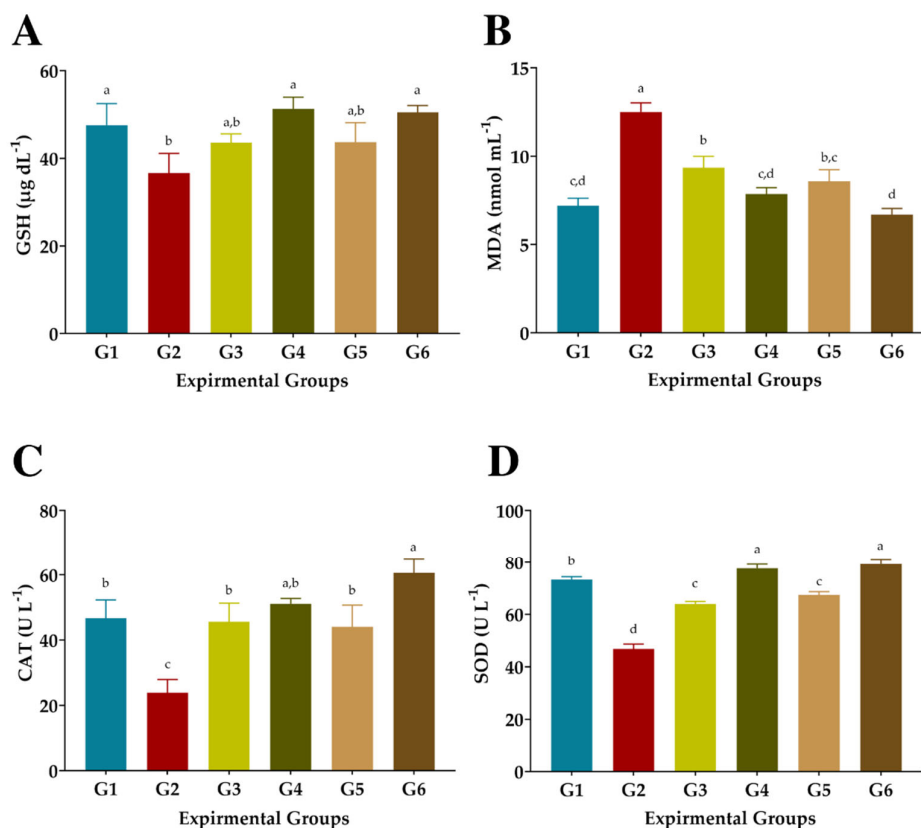 A
GSH (µg dL⁻¹)
60
40
20
0
a
b
a,b
a
a,b
a
G1 G2 G3 G4 G5 G6
Expirmental Groups
B
MDA (nmol mL⁻¹)
15
10
5
0
c,d
a
b
c,d
b,c
d
G1 G2 G3 G4 G5 G6
Expirmental Groups
C
CAT (U L⁻¹)
80
60
40
20
0
b
c
b
a,b
b
a
G1 G2 G3 G4 G5 G6
Expirmental Groups
D
SOD (U L⁻¹)
100
80
60
40
20
0
b
d
c
a
c
a
G1 G2 G3 G4 G5 G6
Expirmental Groups